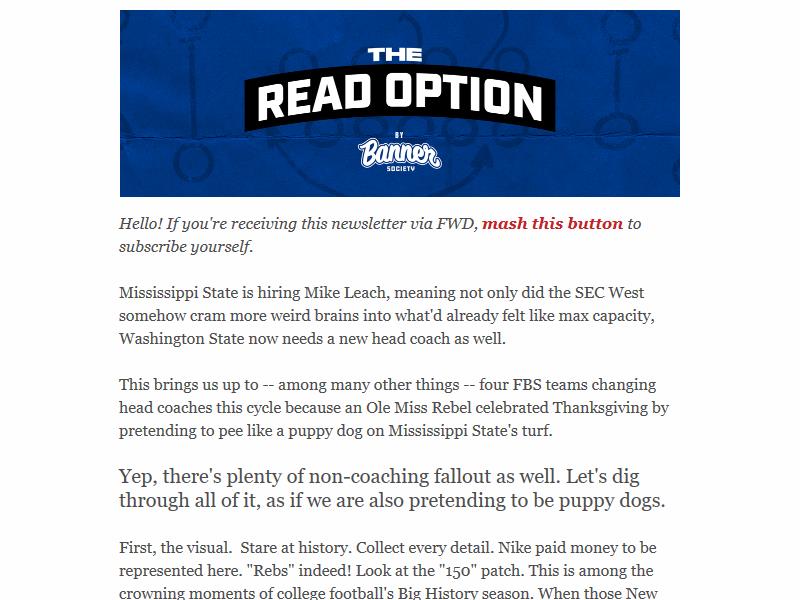 THE
READ OPTION
BY
Banner
SOCIETY
Hello! If you're receiving this newsletter via FWD, mash this button to
subscribe yourself.
Mississippi State is hiring Mike Leach, meaning not only did the SEC West
somehow cram more weird brains into what'd already felt like max capacity,
Washington State now needs a new head coach as well.
This brings us up to -- among many other things -- four FBS teams changing
head coaches this cycle because an Ole Miss Rebel celebrated Thanksgiving by
pretending to pee like a puppy dog on Mississippi State's turf.
Yep, there's plenty of non-coaching fallout as well. Let's dig
through all of it, as if we are also pretending to be puppy dogs.
First, the visual.  Stare at history. Collect every detail. Nike paid money to be
represented here. "Rebs" indeed! Look at the "150" patch. This is among the
crowning moments of college football's Big History season. When those New